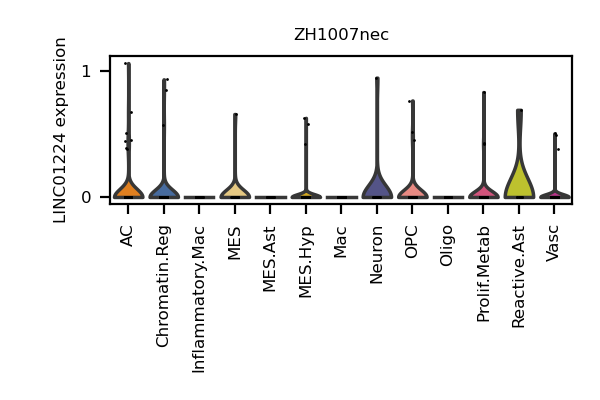 ZH1007nec
LINC01224 expression
1
0
AC
Chromatin.Reg
Inflammatory.Mac
MES
MES.Ast
MES.Hyp
Mac
Neuron
OPC
Oligo
Prolif.Metab
Reactive.Ast
Vasc